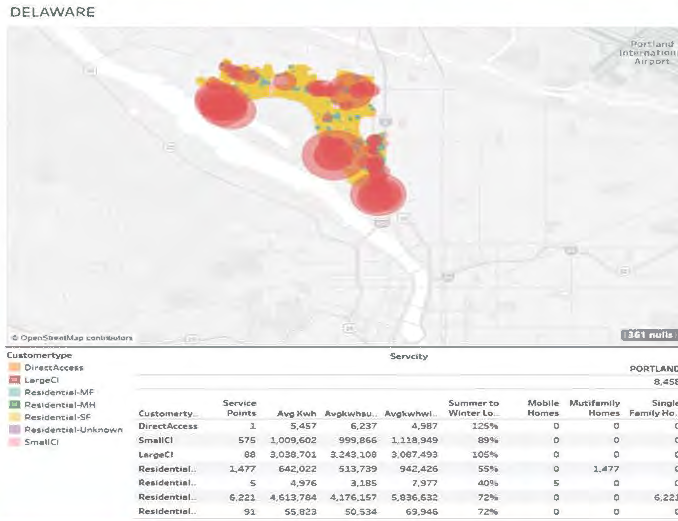 DELAWARE
Portland
Internation
Airport
© OpenStreetMap contributors
361 nulls
Customertype
DirectAccess
LargeCI
Residential-MF
Residential-MH
Residential-SF
Residential-Unknown
SmallCI
Servcity
PORTLAND
8,458
Customerty.. Service Points Avg Kwh Avgkwhsu.. Avgkwhwi.. Summer to Winter Lo.. Mobile Homes Mutifamily Homes Single Family Ho..
DirectAccess 1 5,457 6,237 4,987 125% 0 0 0
SmallCI 575 1,009,602 999,866 1,118,949 89% 0 0 0
LargeCI 88 3,038,701 3,243,108 3,087,493 105% 0 0 0
Residential.. 1,477 642,022 513,739 942,426 55% 0 1,477 0
Residential.. 5 4,976 3,185 7,977 40% 5 0 0
Residential.. 6,221 4,613,784 4,176,157 5,836,632 72% 0 0 6,221
Residential.. 91 55,823 50,534 69,946 72% 0 0 0